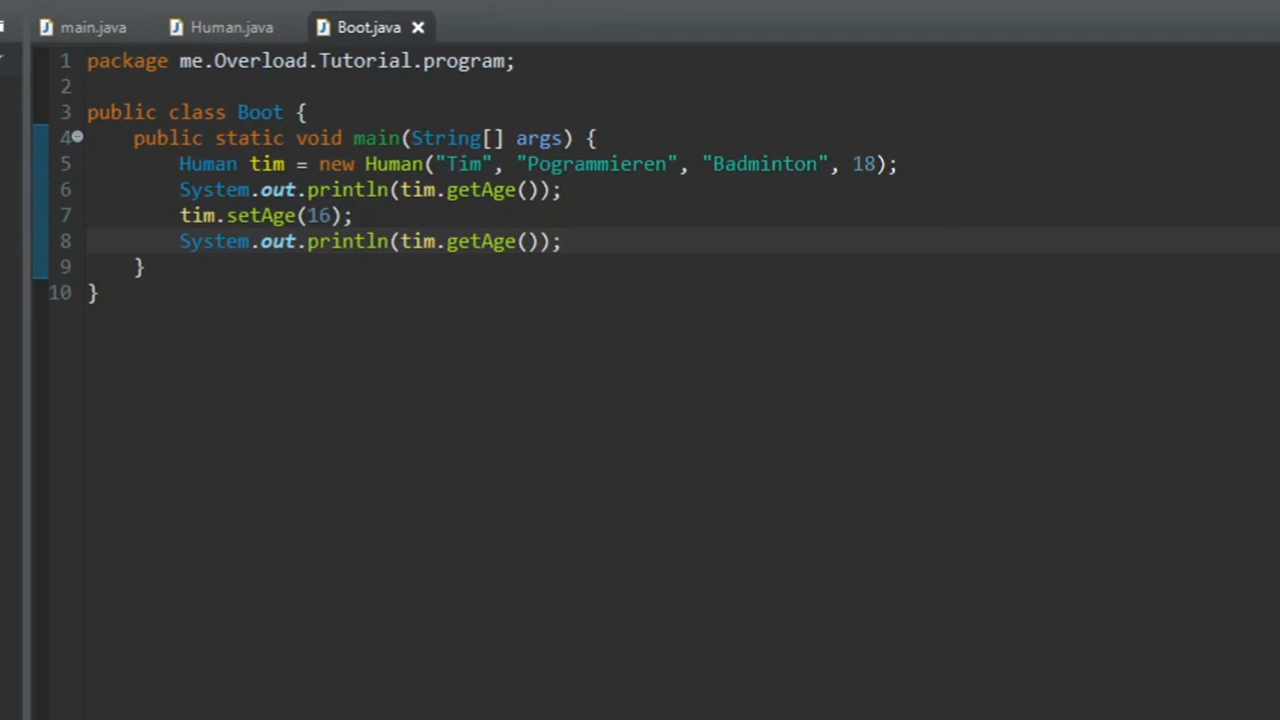 main.java Human.java Boot.java
1 package me.Overload.Tutorial.program;
2
3 public class Boot {
4 public static void main(String[] args) {
5 Human tim = new Human("Tim", "Pogrammieren", "Badminton", 18);
6 System.out.println(tim.getAge());
7 tim.setAge(16);
8 System.out.println(tim.getAge());
9 }
10 }